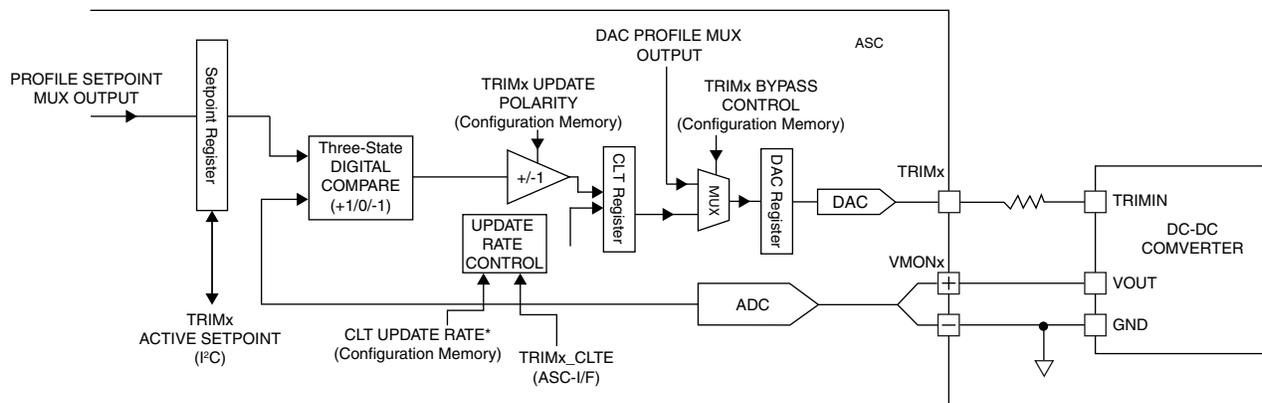 ASC
DAC PROFILE MUX
OUTPUT
PROFILE SETPOINT
MUX OUTPUT
Setpoint Register
TRIMx UPDATE
POLARITY
(Configuration Memory)
TRIMx BYPASS
CONTROL
(Configuration Memory)
Three-State
DIGITAL
COMPARE
(+1/0/-1)
+/-1
CLT Register
MUX
DAC Register
DAC
TRIMx
TRIMIN
DC-DC
COMVERTER
UPDATE
RATE
CONTROL
VMONx
+
VOUT
ADC
−
GND
TRIMx
ACTIVE SETPOINT
(I²C)
CLT UPDATE RATE*
(Configuration Memory)
TRIMx_CLTE
(ASC-I/F)